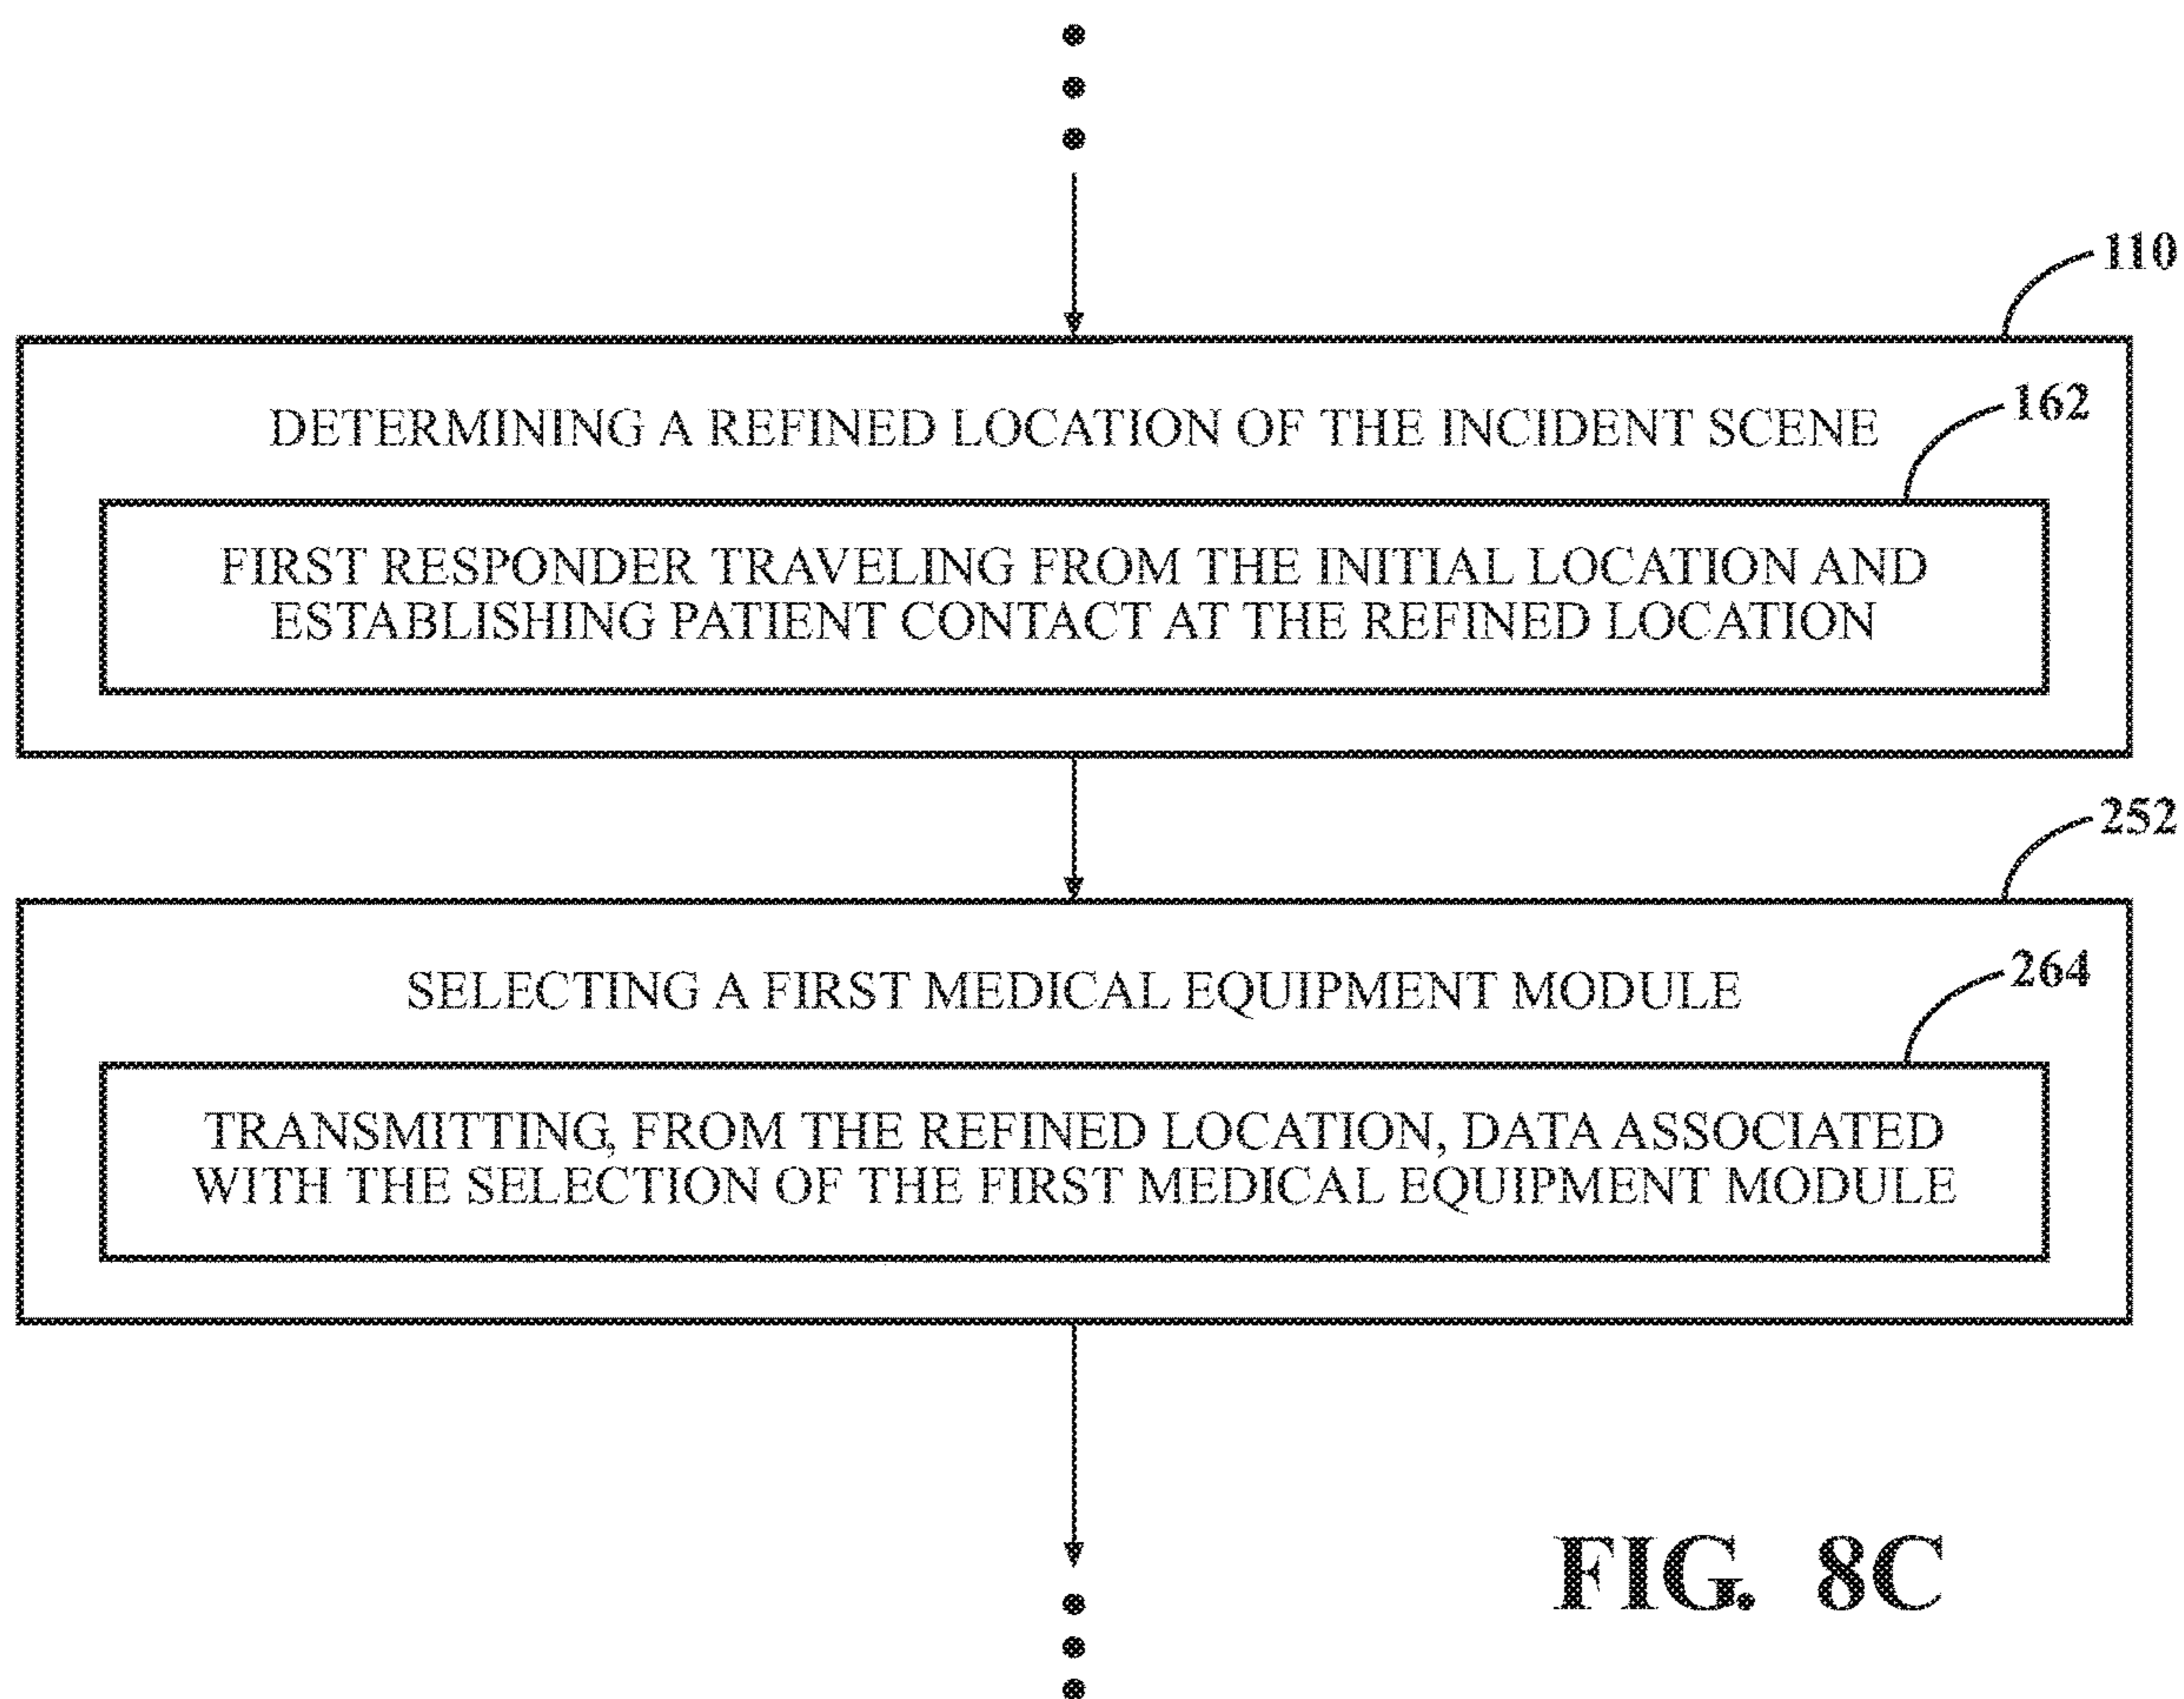 110
DETERMINING A REFINED LOCATION OF THE INCIDENT SCENE
162
FIRST RESPONDER TRAVELING FROM THE INITIAL LOCATION AND
ESTABLISHING PATIENT CONTACT AT THE REFINED LOCATION
252
SELECTING A FIRST MEDICAL EQUIPMENT MODULE
264
TRANSMITTING, FROM THE REFINED LOCATION, DATA ASSOCIATED
WITH THE SELECTION OF THE FIRST MEDICAL EQUIPMENT MODULE
FIG. 8C